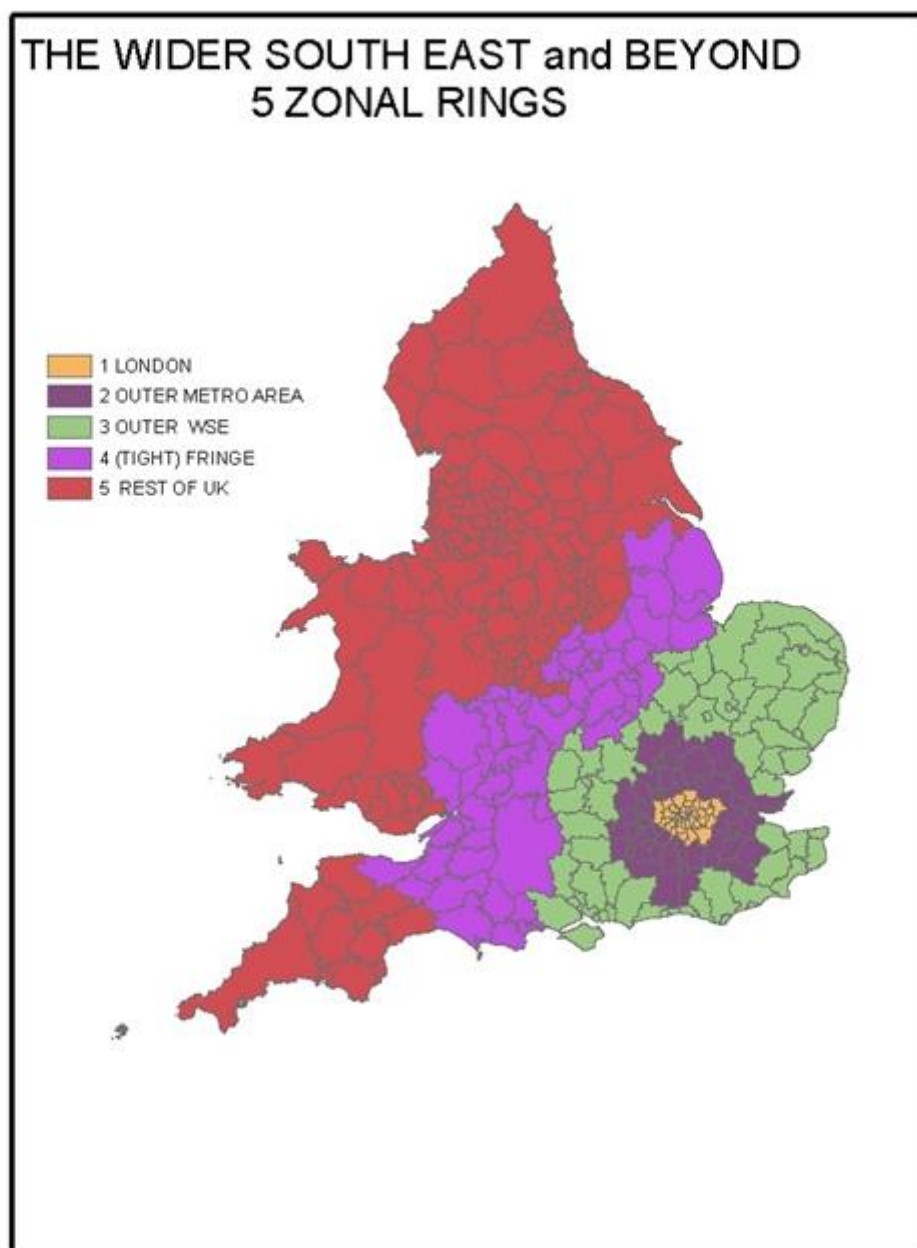 THE WIDER SOUTH EAST and BEYOND
5 ZONAL RINGS
1 LONDON
2 OUTER METRO AREA
3 OUTER WSE
4 (TIGHT) FRINGE
5 REST OF UK